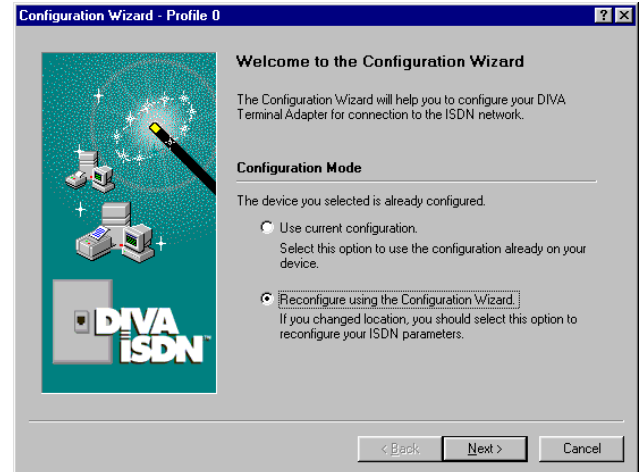 Configuration Wizard - Profile 0
Welcome to the Configuration Wizard
The Configuration Wizard will help you to configure your DIVA
Terminal Adapter for connection to the ISDN network.
Configuration Mode
The device you selected is already configured.
Use current configuration.
Select this option to use the configuration already on your
device.
Reconfigure using the Configuration Wizard.
If you changed location, you should select this option to
reconfigure your ISDN parameters.
DIVA
ISDN™
< Back
Next >
Cancel